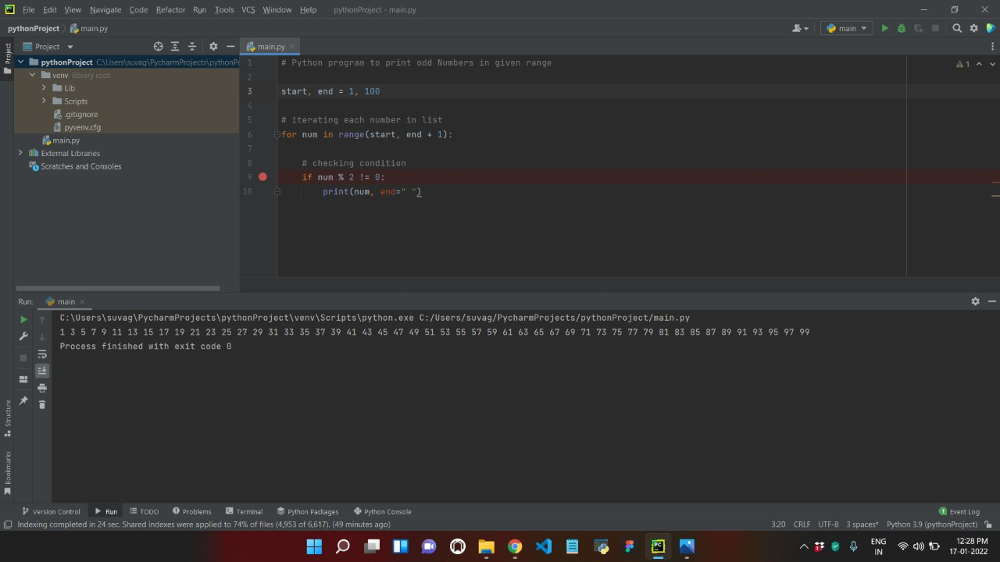 File Edit View Navigate Code Refactor Run Tools VCS Window Help pythonProject - main.py
pythonProject main.py
main
Project
Project
main.py
pythonProject C:\Users\suvag\PycharmProjects\pythonPr
venv library root
Lib
Scripts
.gitignore
pyvenv.cfg
main.py
External Libraries
Scratches and Consoles
1 # Python program to print odd Numbers in given range
2
3 start, end = 1, 100
4
5 # iterating each number in list
6 for num in range(start, end + 1):
7
8 # checking condition
9 if num % 2 != 0:
10 print(num, end=" ")
1
Run: main
C:\Users\suvag\PycharmProjects\pythonProject\venv\Scripts\python.exe C:/Users/suvag/PycharmProjects/pythonProject/main.py
1 3 5 7 9 11 13 15 17 19 21 23 25 27 29 31 33 35 37 39 41 43 45 47 49 51 53 55 57 59 61 63 65 67 69 71 73 75 77 79 81 83 85 87 89 91 93 95 97 99
Process finished with exit code 0
Structure
Bookmarks
Version Control Run TODO Problems Terminal Python Packages Python Console 1 Event Log
Indexing completed in 24 sec. Shared indexes were applied to 74% of files (4,953 of 6,617). (49 minutes ago) 3:20 CRLF UTF-8 3 spaces* Python 3.9 (pythonProject)
ENG
IN
12:28 PM
17-01-2022